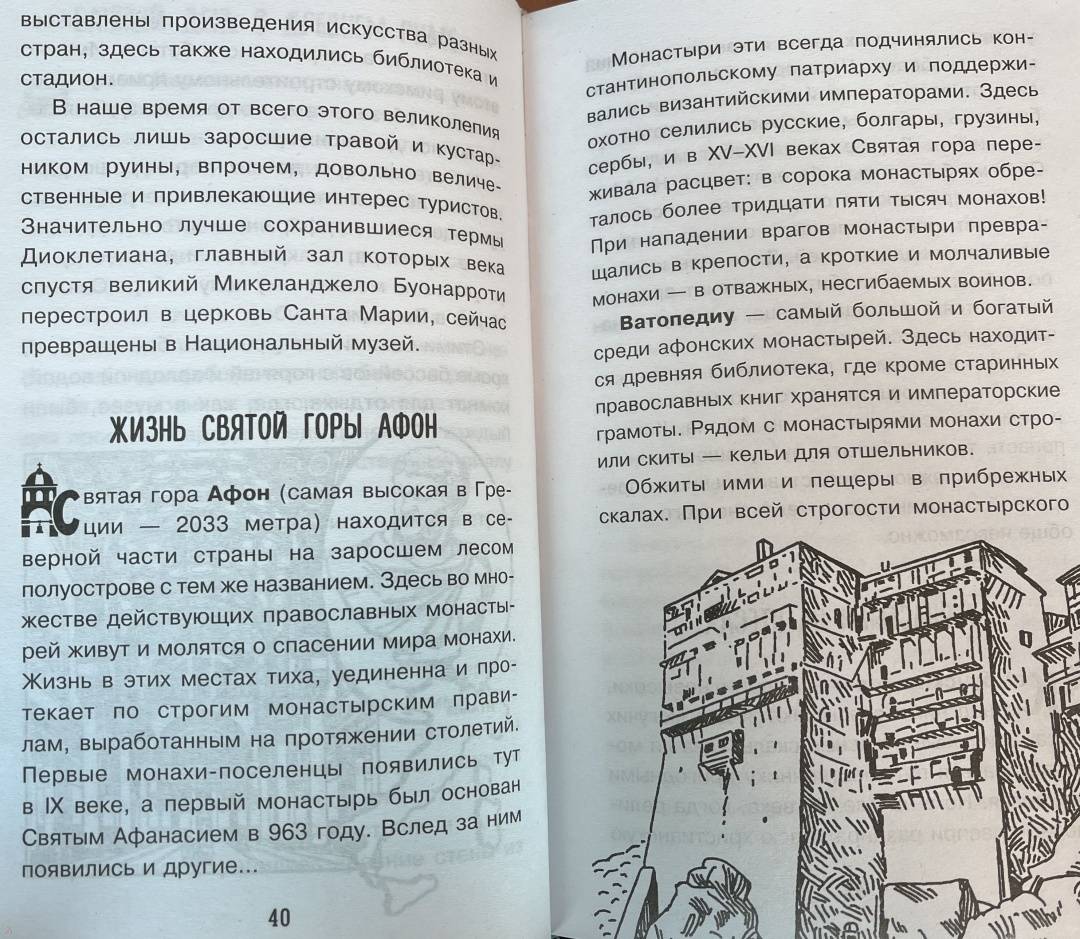 выставлены произведения искусства разных
стран, здесь также находились библиотека и
стадион.
В наше время от всего этого великолепия
остались лишь заросшие травой и кустар-
ником руины, впрочем, довольно величе-
ственные и привлекающие интерес туристов.
Значительно лучше сохранившиеся термы
Диоклетиана, главный зал которых века
спустя великий Микеланджело Буонарроти
перестроил в церковь Санта Марии, сейчас
превращены в Национальный музей.
ЖИЗНЬ СВЯТОЙ ГОРЫ АФОН
Святая гора Афон (самая высокая в Гре-
ции — 2033 метра) находится в се-
верной части страны на заросшем лесом
полуострове с тем же названием. Здесь во мно-
жестве действующих православных монасты-
рей живут и молятся о спасении мира монахи.
Жизнь в этих местах тиха, уединенна и про-
текает по строгим монастырским прави-
лам, выработанным на протяжении столетий.
Первые монахи-поселенцы появились тут
в IX веке, а первый монастырь был основан
Святым Афанасием в 963 году. Вслед за ним
появились и другие...
40
Монастыри эти всегда подчинялись кон-
стантинопольскому патриарху и поддержи-
вались византийскими императорами. Здесь
охотно селились русские, болгары, грузины,
сербы, и в XV–XVI веках Святая гора пере-
живала расцвет: в сорока монастырях обре-
талось более тридцати пяти тысяч монахов!
При нападении врагов монастыри превра-
щались в крепости, а кроткие и молчаливые
монахи — в отважных, несгибаемых воинов.
Ватопедиу — самый большой и богатый
среди афонских монастырей. Здесь находит-
ся древняя библиотека, где кроме старинных
православных книг хранятся и императорские
грамоты. Рядом с монастырями монахи стро-
или скиты — кельи для отшельников.
Обжиты ими и пещеры в прибрежных
скалах. При всей строгости монастырского